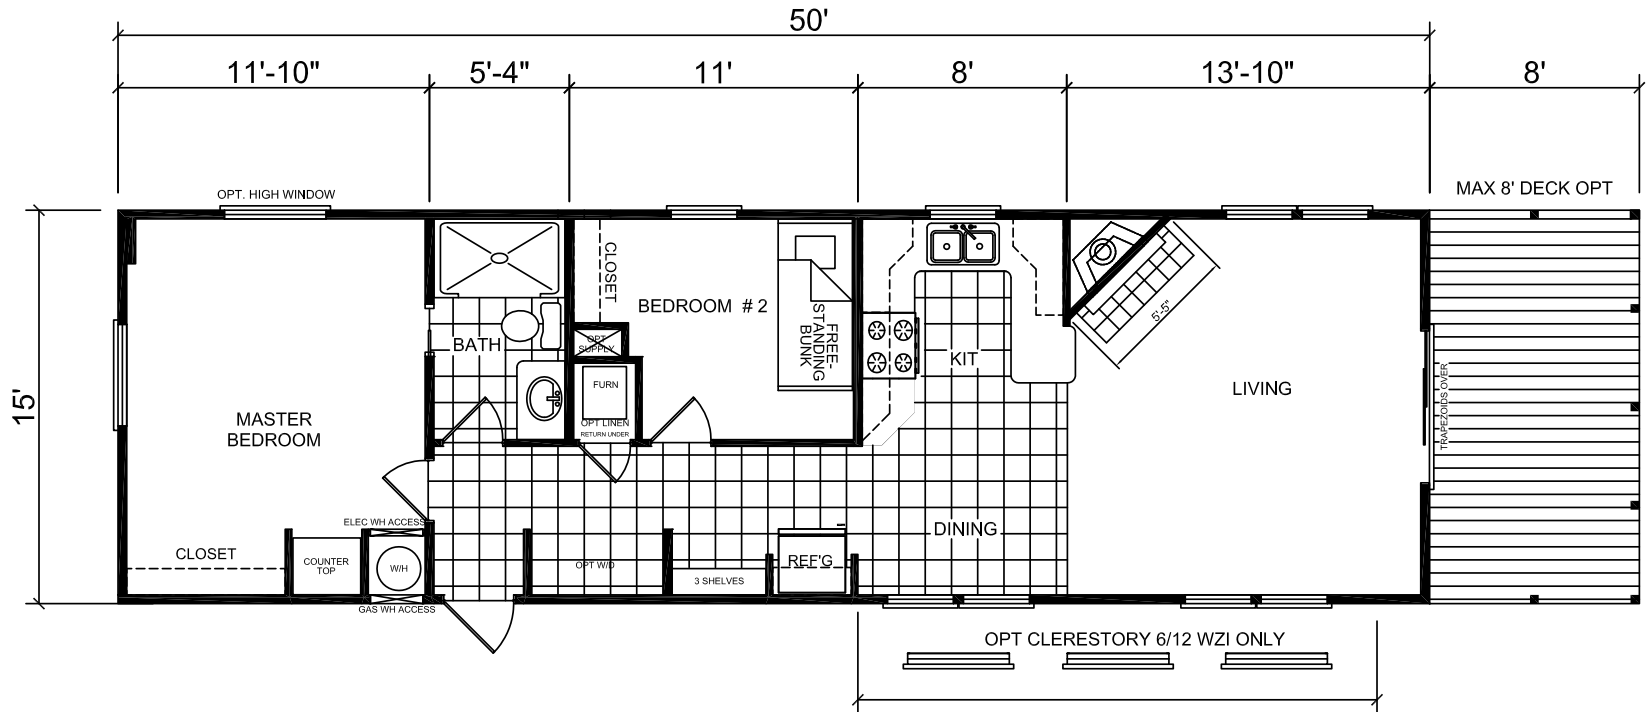 50'
11'-10"
5'-4"
11'
8'
13'-10"
8'
OPT. HIGH WINDOW
MAX 8' DECK OPT
15'
MASTER
BEDROOM
BATH
CLOSET
BEDROOM # 2
FREE-
STANDING
BUNK
OPT
SUPPLY
FURN
OPT LINEN
RETURN UNDER
KIT
5'-5"
LIVING
TRAPEZOIDS OVER
ELEC WH ACCESS
CLOSET
COUNTER
TOP
W/H
GAS WH ACCESS
OPT W/D
3 SHELVES
REF'G
DINING
OPT CLERESTORY 6/12 WZI ONLY